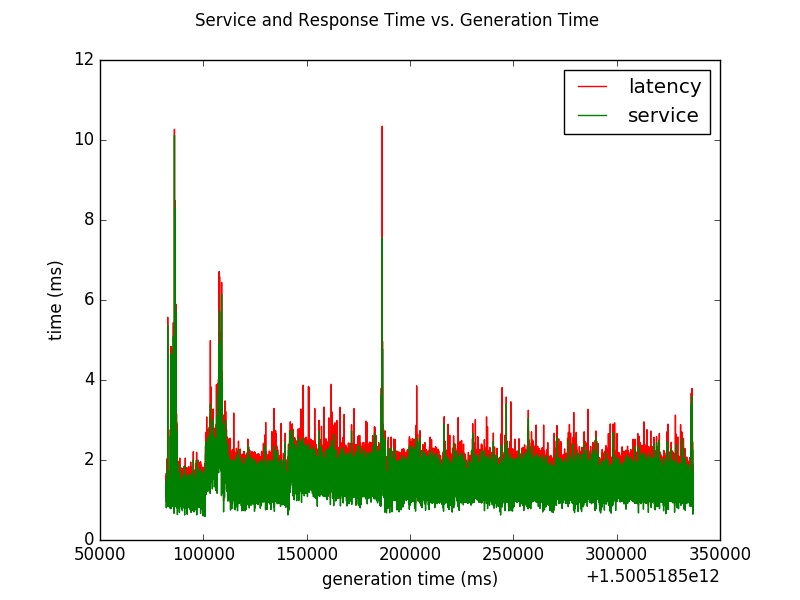 Service and Response Time vs. Generation Time
12
10
8
6
4
2
0
time (ms)
latency
service
50000 100000 150000 200000 250000 300000 350000
generation time (ms)
+1.5005185e12